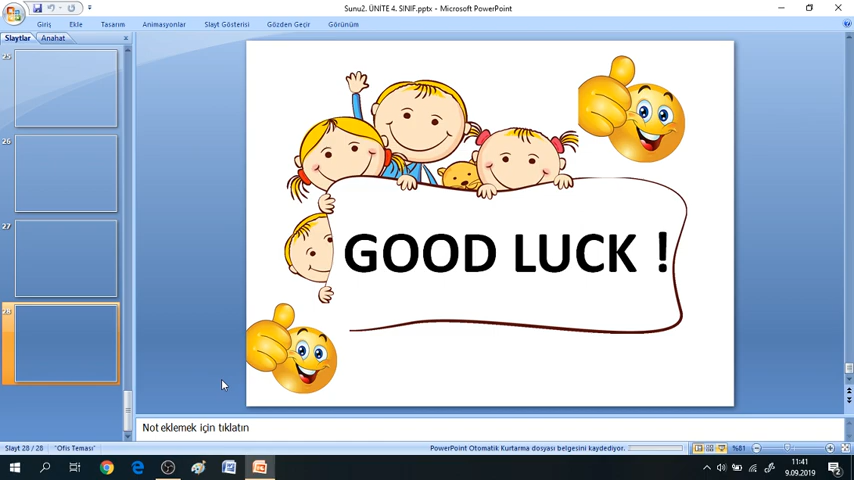 Sunu2. ÜNİTE 4. SINIF.pptx - Microsoft PowerPoint
Giriş Ekle Tasarım Animasyonlar Slayt Gösterisi Gözden Geçir Görünüm
Slaytlar Anahat
25
26
27
28
GOOD LUCK !
Not eklemek için tıklatın
Slayt 28 / 28 "Ofis Teması" PowerPoint Otomatik Kurtarma dosyası belgesini kaydediyor. %81
11:41
9.09.2019
2